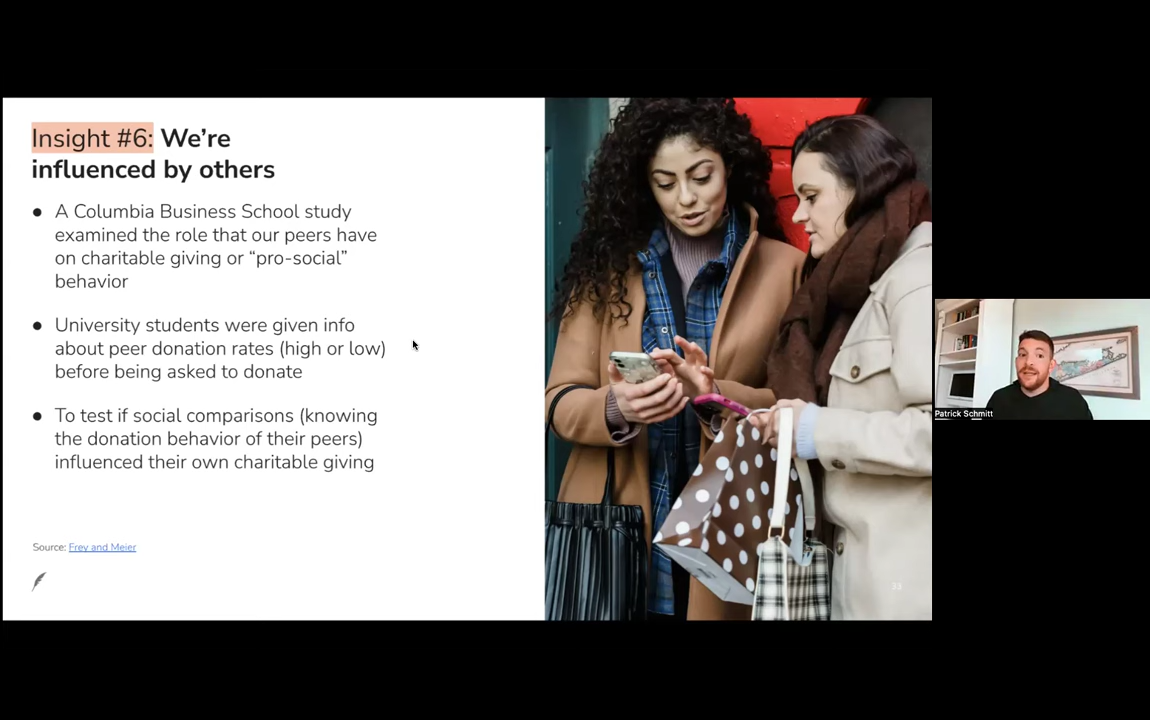 Insight #6: We're
influenced by others
● A Columbia Business School study
examined the role that our peers have
on charitable giving or “pro-social”
behavior
● University students were given info
about peer donation rates (high or low)
before being asked to donate
● To test if social comparisons (knowing
the donation behavior of their peers)
influenced their own charitable giving
Source: Frey and Meier
33
Patrick Schmitt